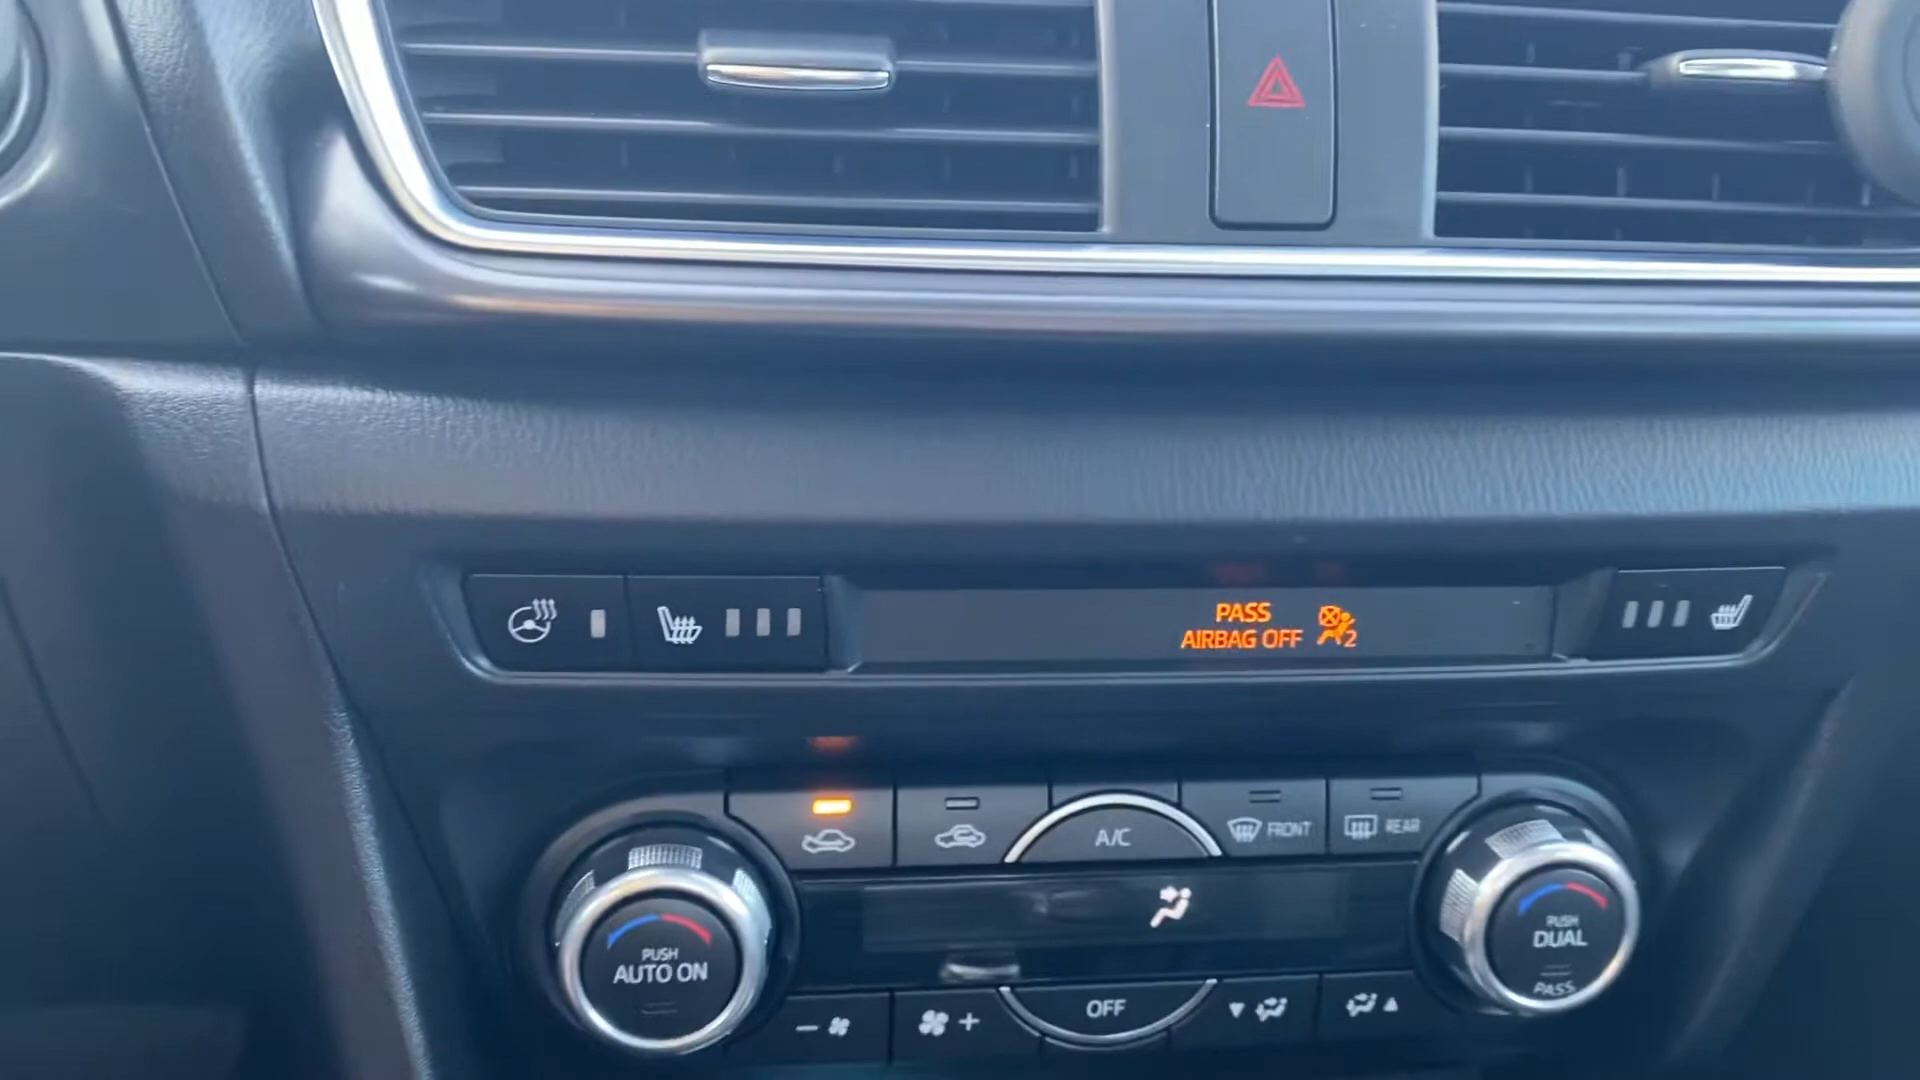 PASS
AIRBAG OFF 2
A/C
FRONT
REAR
PUSH
AUTO ON
PUSH
DUAL
PASS
- +
OFF